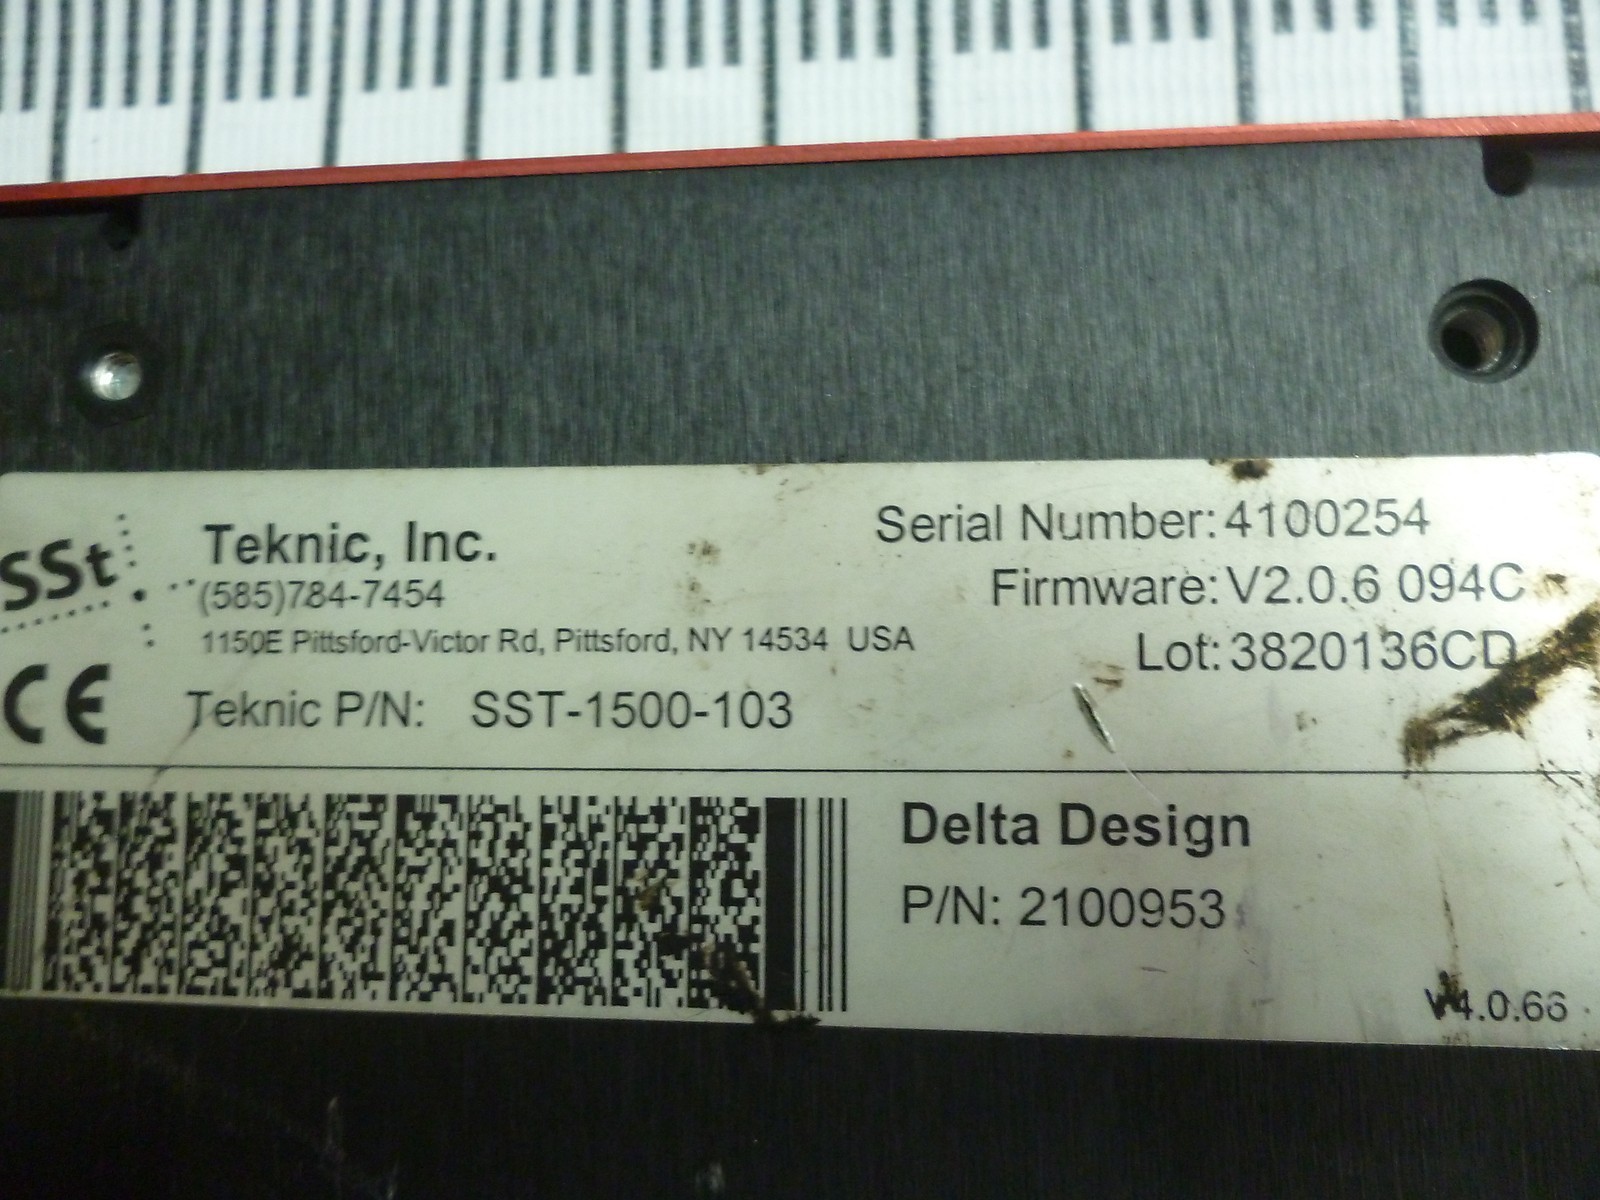 SSt
Teknic, Inc.
(585)784-7454
1150E Pittsford-Victor Rd, Pittsford, NY 14534 USA
CE
Teknic P/N: SST-1500-103
Serial Number: 4100254
Firmware: V2.0.6 094C
Lot: 3820136CD
Delta Design
P/N: 2100953
V4.0.66